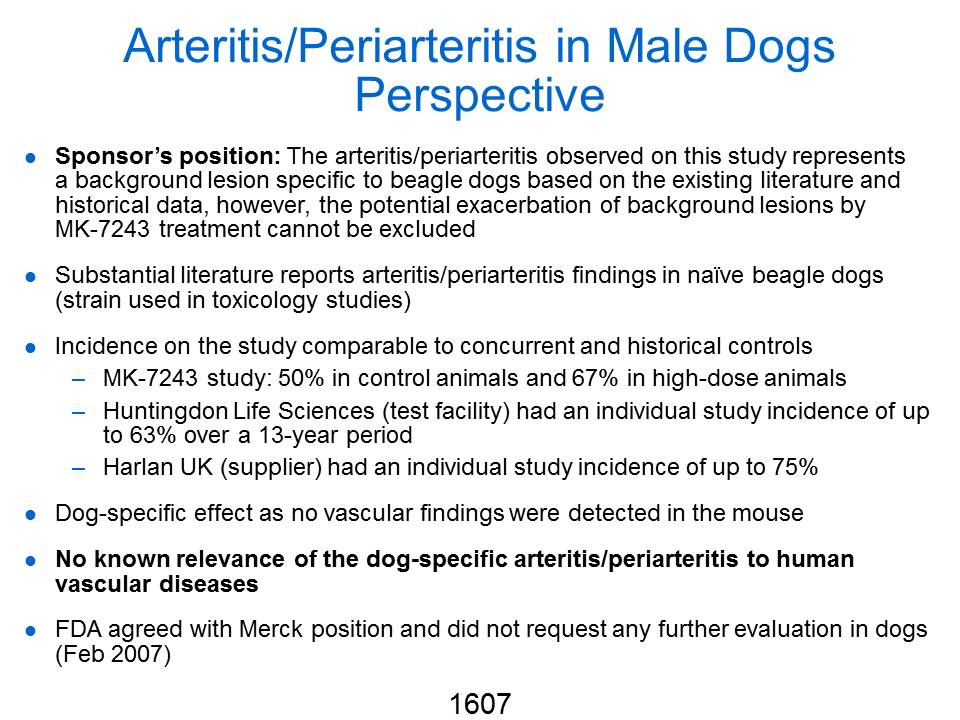 Arteritis/Periarteritis in Male Dogs
Perspective
● Sponsor’s position: The arteritis/periarteritis observed on this study represents
a background lesion specific to beagle dogs based on the existing literature and
historical data, however, the potential exacerbation of background lesions by
MK-7243 treatment cannot be excluded
● Substantial literature reports arteritis/periarteritis findings in naïve beagle dogs
(strain used in toxicology studies)
● Incidence on the study comparable to concurrent and historical controls
– MK-7243 study: 50% in control animals and 67% in high-dose animals
– Huntingdon Life Sciences (test facility) had an individual study incidence of up
to 63% over a 13-year period
– Harlan UK (supplier) had an individual study incidence of up to 75%
● Dog-specific effect as no vascular findings were detected in the mouse
● No known relevance of the dog-specific arteritis/periarteritis to human
vascular diseases
● FDA agreed with Merck position and did not request any further evaluation in dogs
(Feb 2007)
1607